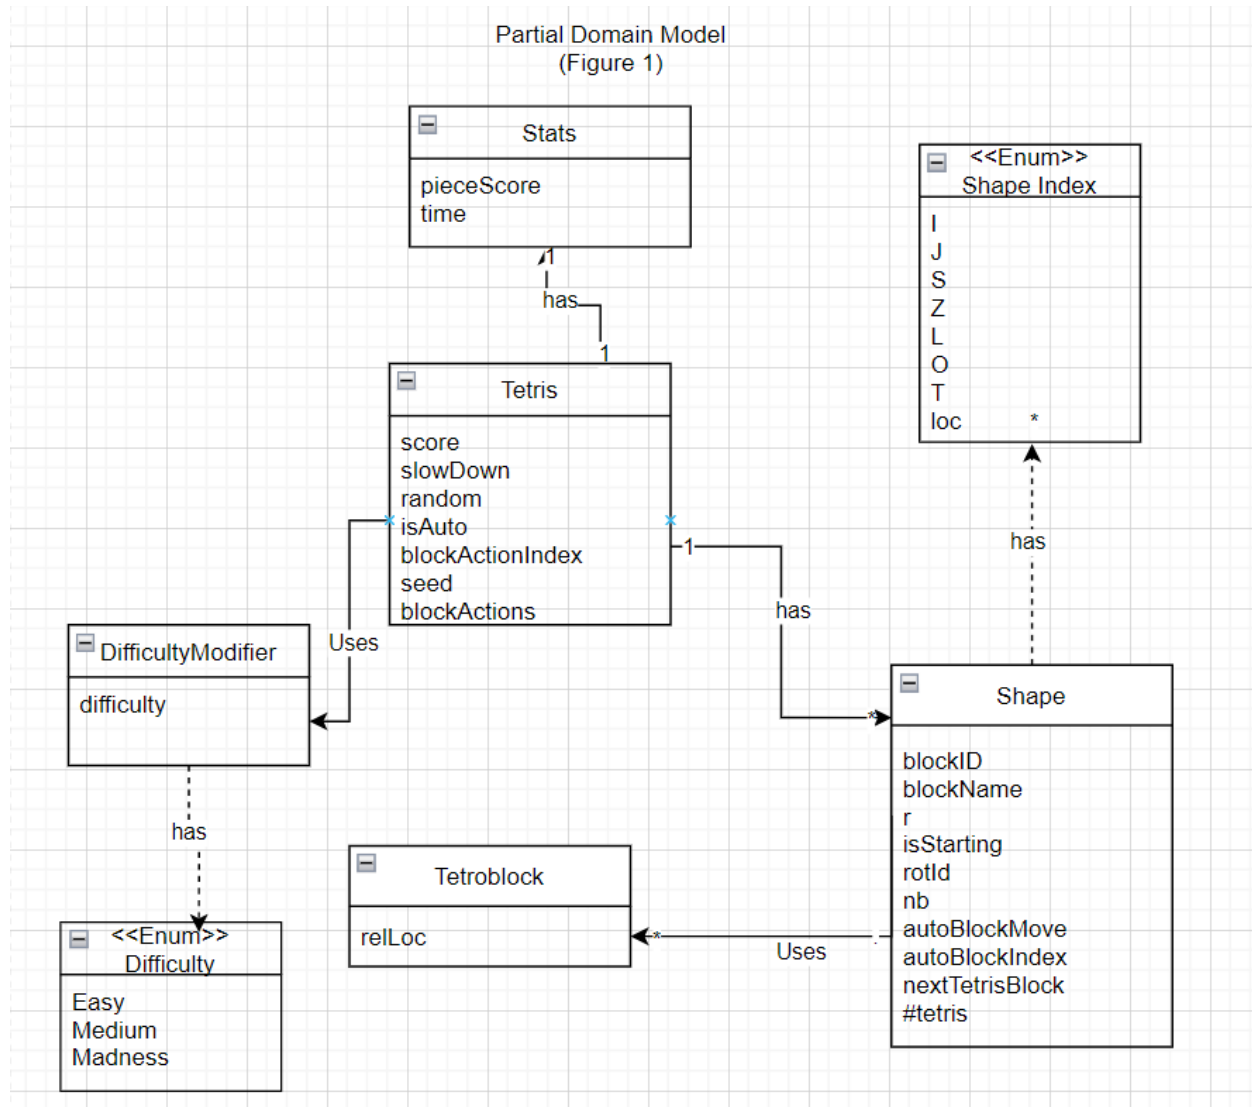 Partial Domain Model
(Figure 1)
Stats
pieceScore
time
1
has
1
<<Enum>>
Shape Index
I
J
S
Z
L
O
T
loc *
has
Tetris
score
slowDown
random
isAuto
blockActionIndex
seed
blockActions
1
has
*
Uses
DifficultyModifier
difficulty
has
<<Enum>>
Difficulty
Easy
Medium
Madness
Tetroblock
relLoc
*
Uses
Shape
blockID
blockName
r
isStarting
rotId
nb
autoBlockMove
autoBlockIndex
nextTetrisBlock
#tetris